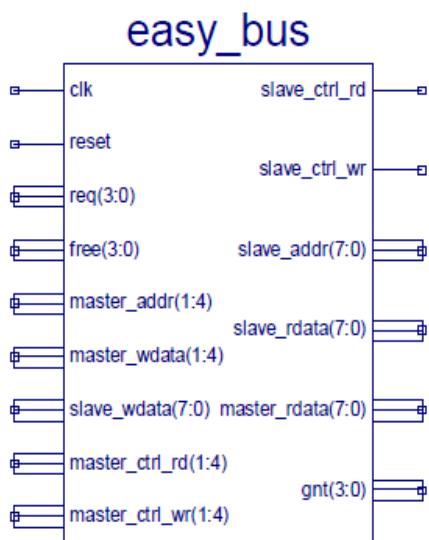 easy_bus
clk slave_ctrl_rd
reset
slave_ctrl_wr
req(3:0)
free(3:0) slave_addr(7:0)
master_addr(1:4)
slave_rdata(7:0)
master_wdata(1:4)
slave_wdata(7:0) master_rdata(7:0)
master_ctrl_rd(1:4)
gnt(3:0)
master_ctrl_wr(1:4)